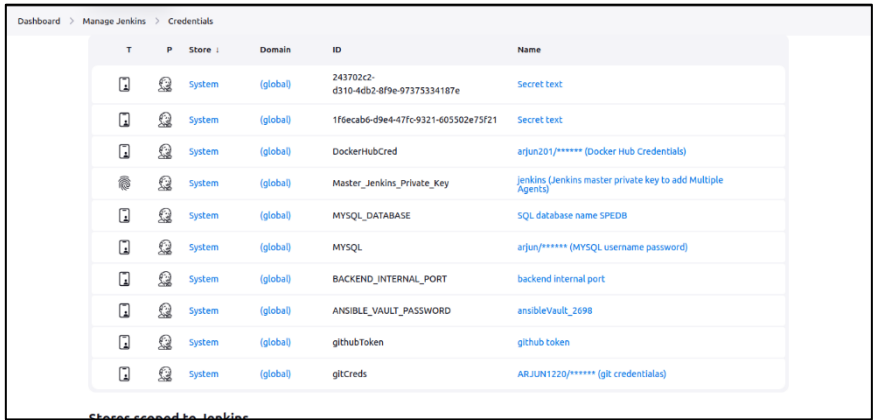 Dashboard > Manage Jenkins > Credentials
T P Store ↓ Domain ID Name
System (global) 243702c2-
d310-4db2-8f9e-97375334187e Secret text
System (global) 1f6ecab6-d9e4-47fc-9321-605502e75f21 Secret text
System (global) DockerHubCred arjun201/****** (Docker Hub Credentials)
System (global) Master_Jenkins_Private_Key jenkins (Jenkins master private key to add Multiple
Agents)
System (global) MYSQL_DATABASE SQL database name SPEDB
System (global) MYSQL arjun/****** (MYSQL username password)
System (global) BACKEND_INTERNAL_PORT backend internal port
System (global) ANSIBLE_VAULT_PASSWORD ansibleVault_2698
System (global) githubToken github token
System (global) gitCreds ARJUN1220/****** (git credentialas)
Stores scoped to Jenkins